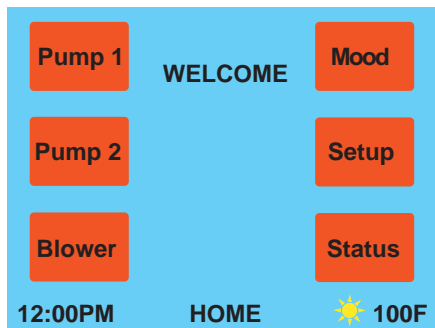 Pump 1
WELCOME
Mood
Pump 2
Setup
Blower
Status
12:00PM
HOME
100F